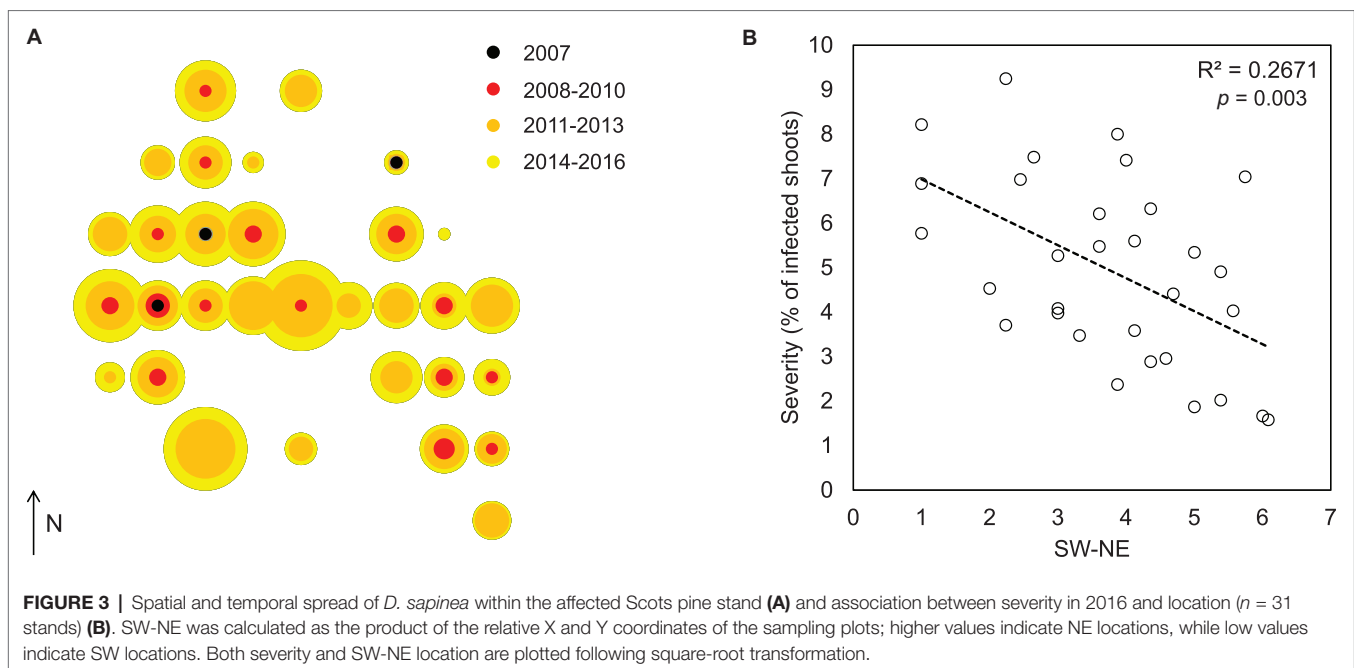 A
2007
2008-2010
2011-2013
2014-2016
N
B
R² = 0.2671
p = 0.003
Severity (% of infected shoots)
10
9
8
7
6
5
4
3
2
1
0
0 1 2 3 4 5 6 7
SW-NE
FIGURE 3 | Spatial and temporal spread of D. sapinea within the affected Scots pine stand (A) and association between severity in 2016 and location (n = 31
stands) (B). SW-NE was calculated as the product of the relative X and Y coordinates of the sampling plots; higher values indicate NE locations, while low values
indicate SW locations. Both severity and SW-NE location are plotted following square-root transformation.